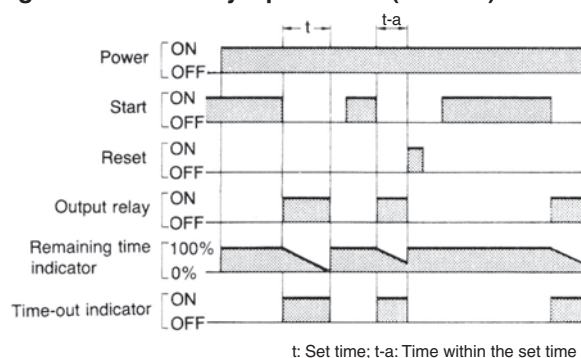 t
t-a
Power
ON
OFF
Start
ON
OFF
Reset
ON
OFF
Output relay
ON
OFF
Remaining time
indicator
100%
0%
Time-out indicator
ON
OFF
t: Set time; t-a: Time within the set time